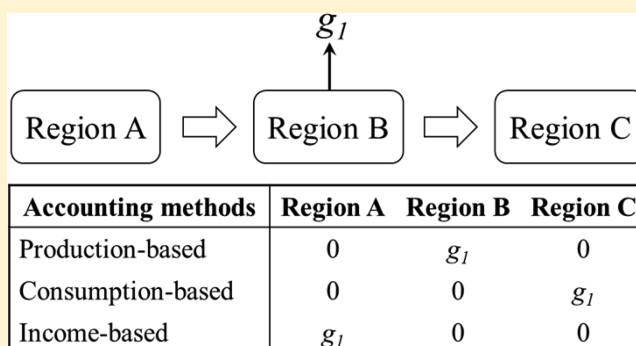 g1
Region A Region B Region C
Accounting methods Region A Region B Region C
Production-based 0 g1 0
Consumption-based 0 0 g1
Income-based g1 0 0